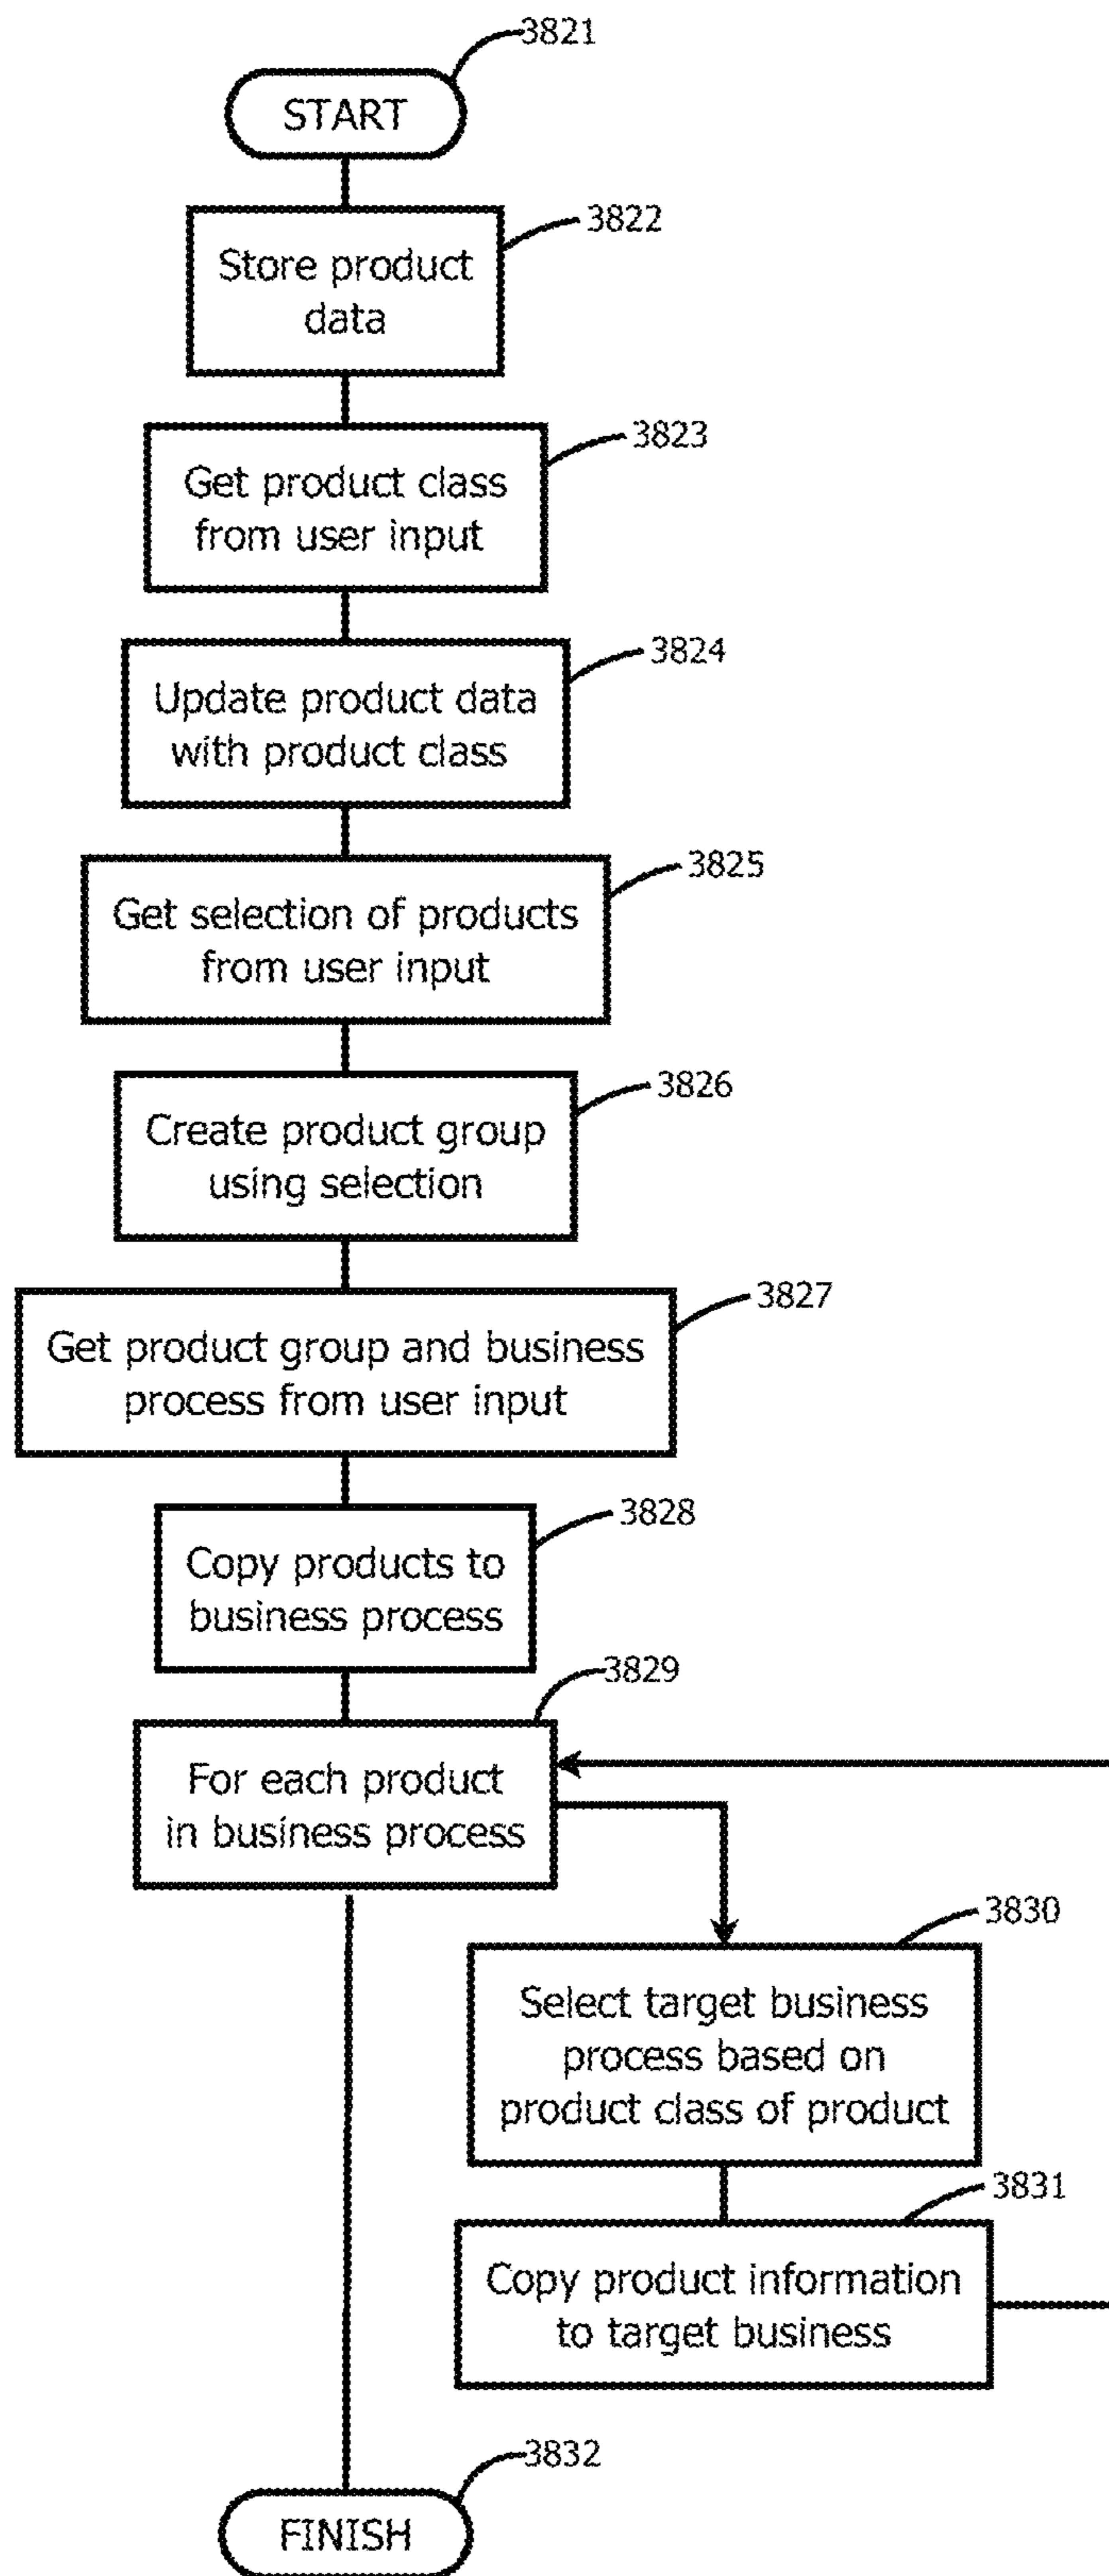 3821
START
3822
Store product
data
3823
Get product class
from user input
3824
Update product data
with product class
3825
Get selection of products
from user input
3826
Create product group
using selection
3827
Get product group and business
process from user input
3828
Copy products to
business process
3829
For each product
in business process
3830
Select target business
process based on
product class of product
3831
Copy product information
to target business
3832
FINISH